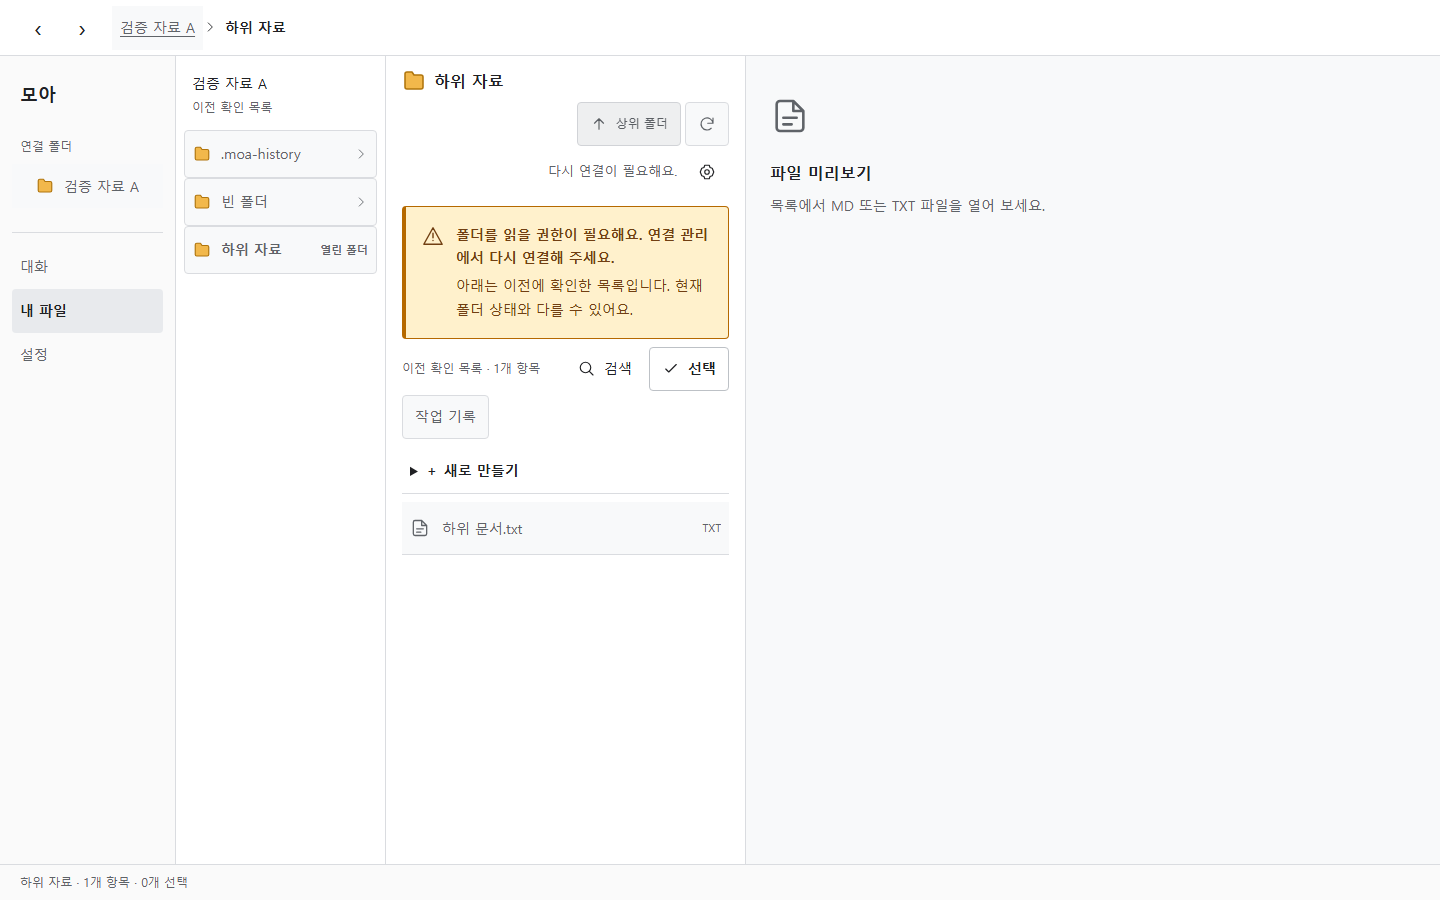 검증 자료 A
하위 자료
모아
연결 폴더
검증 자료 A
대화
내 파일
설정
검증 자료 A
이전 확인 목록
.moa-history
빈 폴더
하위 자료 열린 폴더
하위 자료
상위 폴더
다시 연결이 필요해요.
폴더를 읽을 권한이 필요해요. 연결 관리
에서 다시 연결해 주세요.
아래는 이전에 확인한 목록입니다. 현재
폴더 상태와 다를 수 있어요.
이전 확인 목록 · 1개 항목 검색 선택
작업 기록
+ 새로 만들기
하위 문서.txt TXT
파일 미리보기
목록에서 MD 또는 TXT 파일을 열어 보세요.
하위 자료 · 1개 항목 · 0개 선택